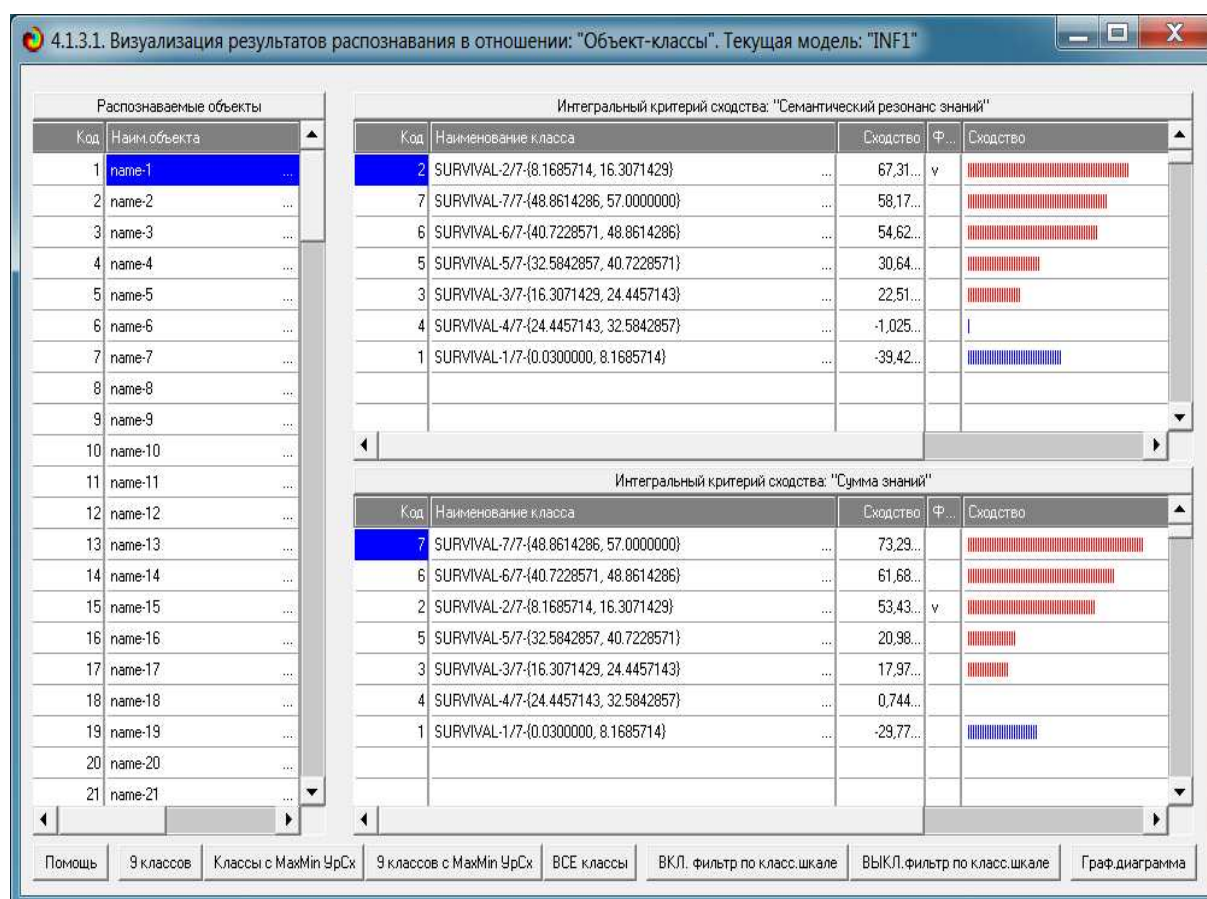 4.1.3.1. Визуализация результатов распознавания в отношении: "Объект-классы". Текущая модель: "INF1"
Распознаваемые объекты
Код Наим.объекта
1 name-1 ...
2 name-2 ...
3 name-3 ...
4 name-4 ...
5 name-5 ...
6 name-6 ...
7 name-7 ...
8 name-8 ...
9 name-9 ...
10 name-10 ...
11 name-11 ...
12 name-12 ...
13 name-13 ...
14 name-14 ...
15 name-15 ...
16 name-16 ...
17 name-17 ...
18 name-18 ...
19 name-19 ...
20 name-20 ...
21 name-21 ...
Интегральный критерий сходства: "Семантический резонанс знаний"
Код Наименование класса Сходство Ф... Сходство
2 SURVIVAL-2/7-{8.1685714, 16.3071429} ... 67,31... v
7 SURVIVAL-7/7-{48.8614286, 57.0000000} ... 58,17...
6 SURVIVAL-6/7-{40.7228571, 48.8614286} ... 54,62...
5 SURVIVAL-5/7-{32.5842857, 40.7228571} ... 30,64...
3 SURVIVAL-3/7-{16.3071429, 24.4457143} ... 22,51...
4 SURVIVAL-4/7-{24.4457143, 32.5842857} ... -1,025...
1 SURVIVAL-1/7-{0.0300000, 8.1685714} ... -39,42...
Интегральный критерий сходства: "Сумма знаний"
Код Наименование класса Сходство Ф... Сходство
7 SURVIVAL-7/7-{48.8614286, 57.0000000} ... 73,29...
6 SURVIVAL-6/7-{40.7228571, 48.8614286} ... 61,68...
2 SURVIVAL-2/7-{8.1685714, 16.3071429} ... 53,43... v
5 SURVIVAL-5/7-{32.5842857, 40.7228571} ... 20,98...
3 SURVIVAL-3/7-{16.3071429, 24.4457143} ... 17,97...
4 SURVIVAL-4/7-{24.4457143, 32.5842857} ... 0,744...
1 SURVIVAL-1/7-{0.0300000, 8.1685714} ... -29,77...
Помощь 9 классов Классы с MaxMin УрСх 9 классов с MaxMin УрСх ВСЕ классы ВКЛ. фильтр по класс.шкале ВЫКЛ.фильтр по класс.шкале Граф.диаграмма